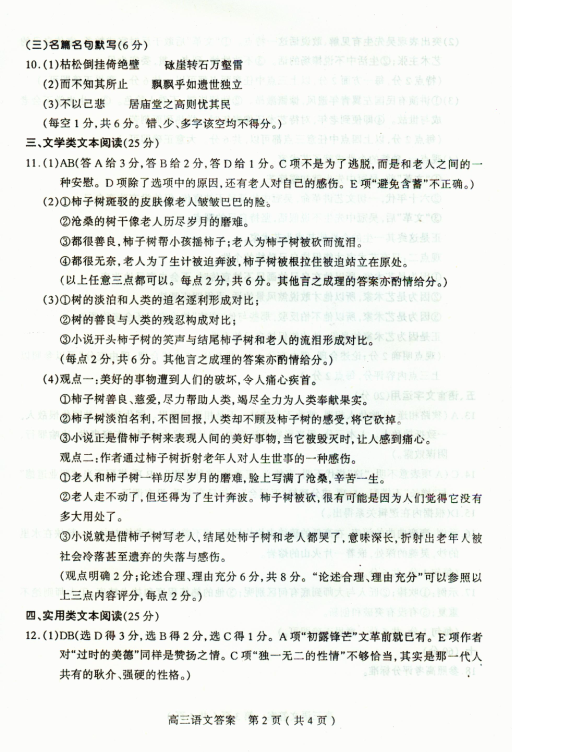 (三)名篇名句默写(6分)
10.(1)枯松倒挂倚绝壁　　砯崖转石万壑雷
(2)而不知其所止　　飘飘乎如遗世独立
(3)不以己悲　　居庙堂之高则忧其民
(每空1分,共6分。错、少、多字该空均不得分。)
三、文学类文本阅读(25分)
11.(1)AB(答A给3分,答B给2分,答D给1分。C项不是为了逃脱,而是和老人之间的一
种安慰。D项除了选项中的原因,还有老人对自己的感伤。E项“避免含蓄”不正确。)
(2)①柿子树斑驳的皮肤像老人皱皱巴巴的脸。
②沧桑的树干像老人历尽岁月的磨难。
③都很善良,柿子树帮小孩摇柿子;老人为柿子树被砍而流泪。
④都很无奈,老人为了生计被迫奔波,柿子树被根拉住被迫站立在原处。
(以上任意三点都可以。每点2分,共6分。其他言之成理的答案亦酌情给分。)
(3)①树的淡泊和人类的追名逐利形成对比;
②树的善良与人类的残忍构成对比;
③小说开头柿子树的笑声与结尾柿子树和老人的流泪形成对比。
(每点2分,共6分。其他言之成理的答案亦酌情给分。)
(4)观点一:美好的事物遭到人们的破坏,令人痛心疾首。
①柿子树善良、慈爱,尽力帮助人类,竭尽全力为人类奉献果实。
②柿子树淡泊名利,不图回报,人类却不顾及柿子树的感受,将它砍掉。
③小说正是借柿子树来表现人间的美好事物,当它被毁灭时,让人感到痛心。
观点二:作者通过柿子树折射老年人对人生世事的一种感伤。
①老人和柿子树一样历尽岁月的磨难,脸上写满了沧桑,辛苦一生。
②老人走不动了,但还得为了生计奔波。柿子树被砍,很有可能是因为人们觉得它没有
多大用处了。
③小说就是借柿子树写老人,结尾处柿子树和老人都哭了,意味深长,折射出老年人被
社会冷落甚至遗弃的失落与感伤。
(观点明确2分;论述合理、理由充分6分,共8分。“论述合理、理由充分”可以参照以
上三点内容评分,每点2分。)
四、实用类文本阅读(25分)
12.(1)DB(选D得3分,选B得2分,选C得1分。A项“初露锋芒”文革前就已有。E项作者
对“过时的美德”同样是赞扬之情。C项“独一无二的性情”不够恰当,其实是那一代人
共有的耿介、强硬的性格。)
高三语文答案　第2页(共4页)